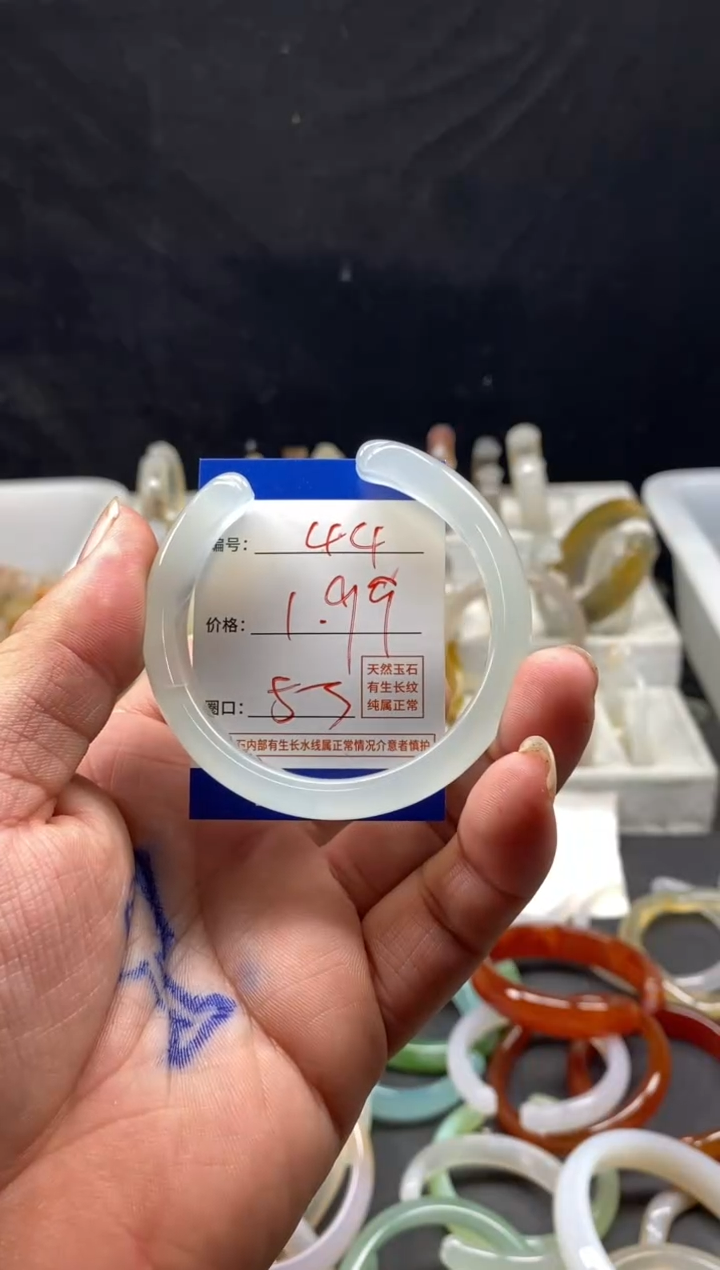 编号: 44
价格: 1.99
圈口: 53
天然玉石
有生长纹
纯属正常
石内部有生长水线属正常情况介意者慎拍